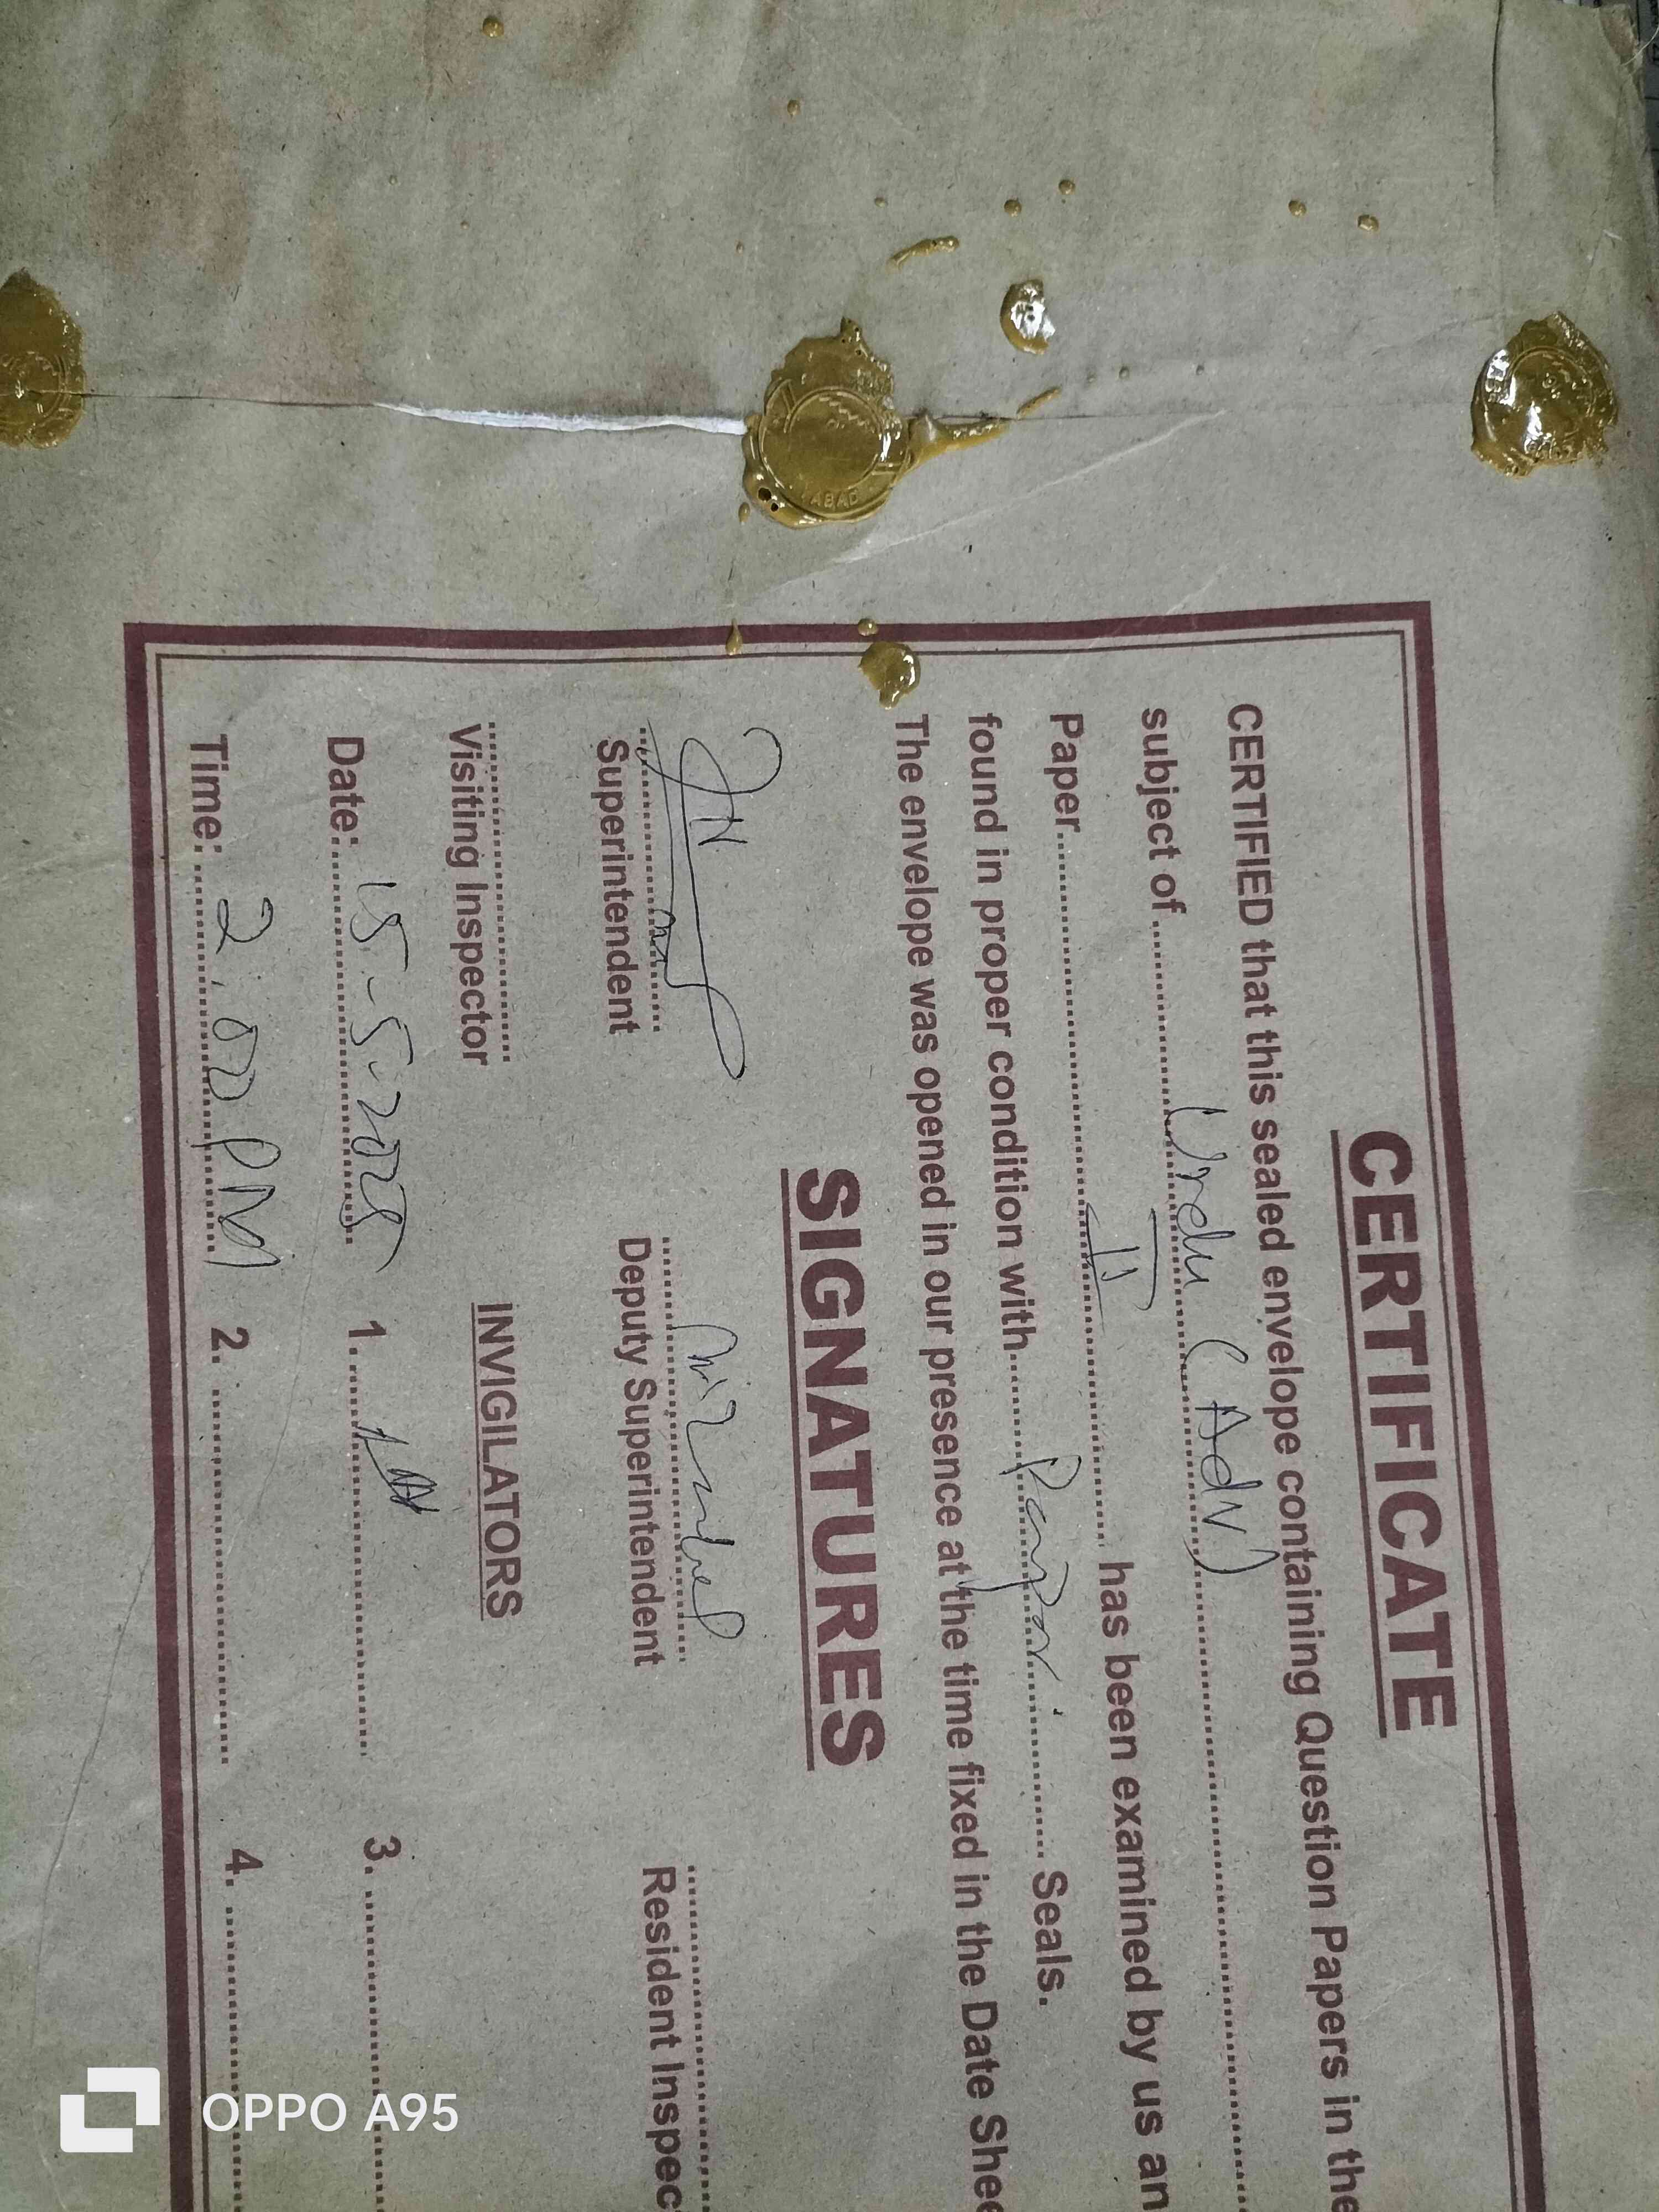 CERTIFICATE
CERTIFIED that this sealed envelope containing Question Papers in the
subject of Urdu (Adv)
Paper II has been examined by us an
found in proper condition with Paper Seals.
The envelope was opened in our presence at the time fixed in the Date Shee
SIGNATURES
Superintendent Deputy Superintendent Resident Inspec
Visiting Inspector INVIGILATORS
Date: 15-5-2025 1. 3.
Time: 2:00 PM 2. 4.
ABAD
OPPO A95